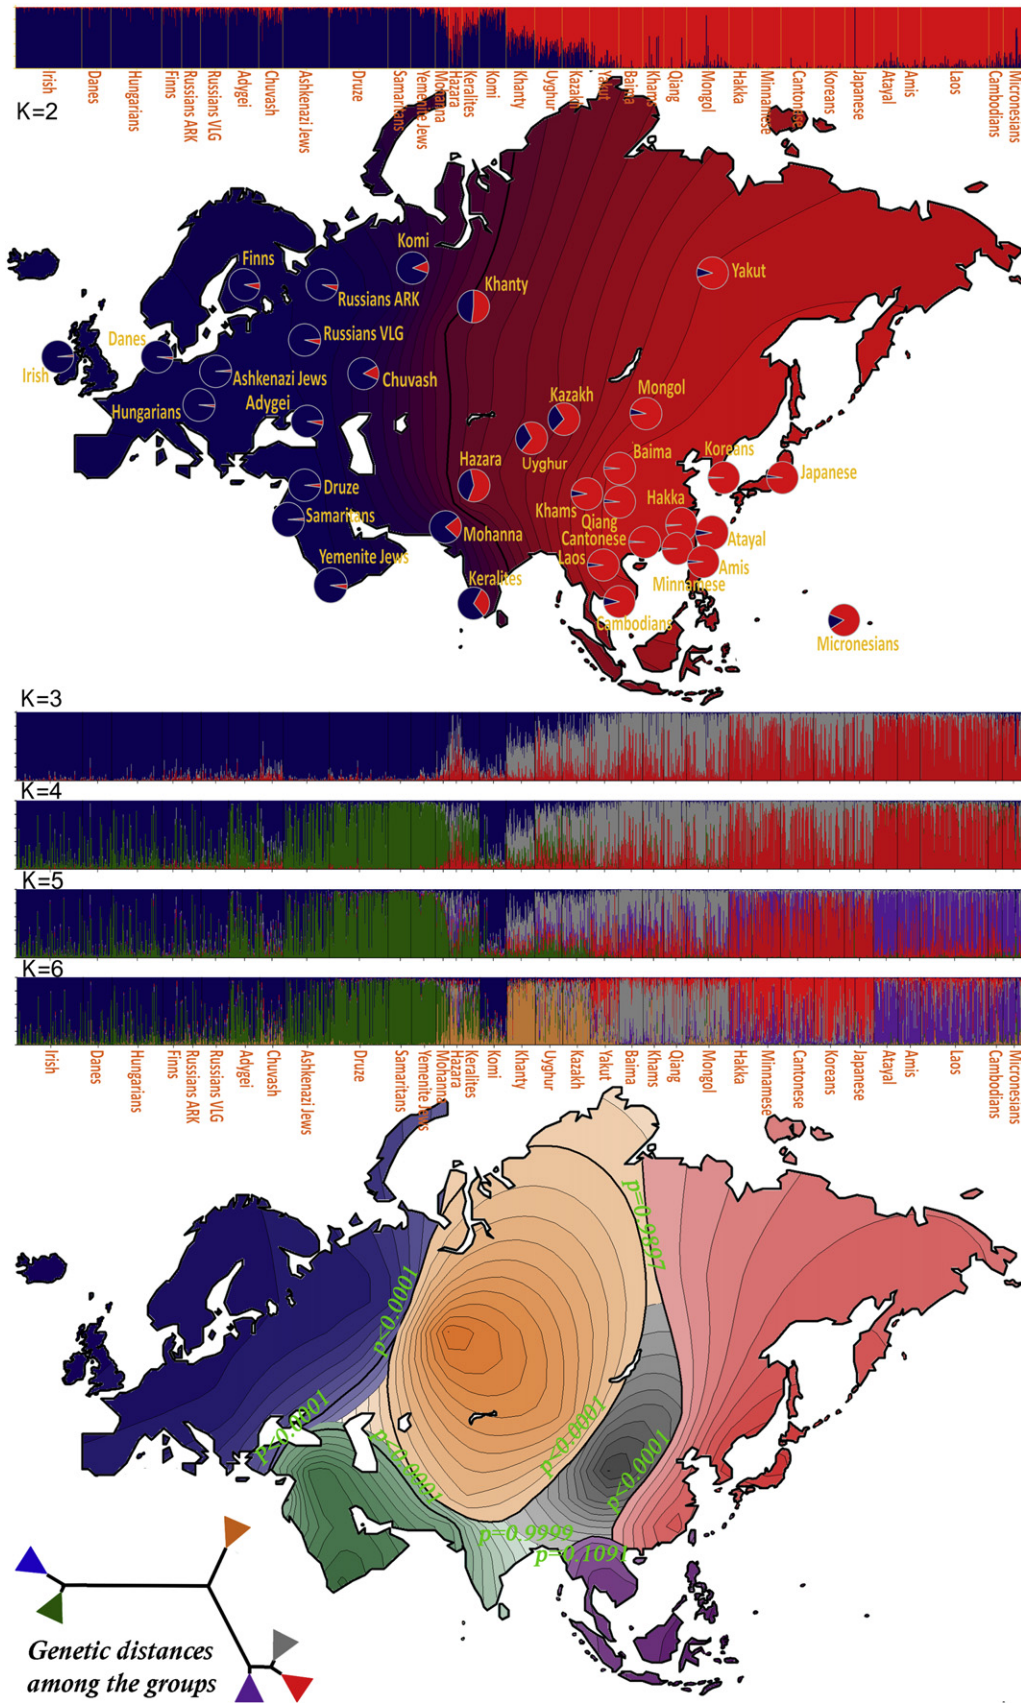 Irish
Danes
Hungarians
Finns
Russians ARK
Russians VLG
Adygei
Chuvash
Ashkenazi Jews
Druze
Samaritans
Yemenite Jews
Mohanna
Hazara
Keralites
Komi
Khanty
Uyghur
Kazakh
Yakut
Baima
Khams
Qiang
Mongol
Hakka
Minnamese
Cantonese
Koreans
Japanese
Atayal
Amis
Laos
Cambodians
Micronesians
K=2
Komi
Finns
Yakut
Khanty
Russians ARK
Danes
Russians VLG
Irish
Ashkenazi Jews
Chuvash
Kazakh
Mongol
Hungarians
Adygei
Baima
Koreans
Hazara
Uyghur
Japanese
Druze
Khams
Hakka
Samaritans
Qiang
Mohanna
Cantonese
Atayal
Yemenite Jews
Laos
Amis
Keralites
Minnamese
Cambodians
Micronesians
K=3
K=4
K=5
K=6
Irish
Danes
Hungarians
Finns
Russians ARK
Russians VLG
Adygei
Chuvash
Ashkenazi Jews
Druze
Samaritans
Yemenite Jews
Mohanna
Hazara
Keralites
Komi
Khanty
Uyghur
Kazakh
Yakut
Baima
Khams
Qiang
Mongol
Hakka
Minnamese
Cantonese
Koreans
Japanese
Atayal
Amis
Laos
Cambodians
Micronesians
p=0.9897
p<0.0001
p<0.0001
p<0.0001
p<0.0001
p<0.0001
p=0.9999
p=0.1091
Genetic distances
among the groups